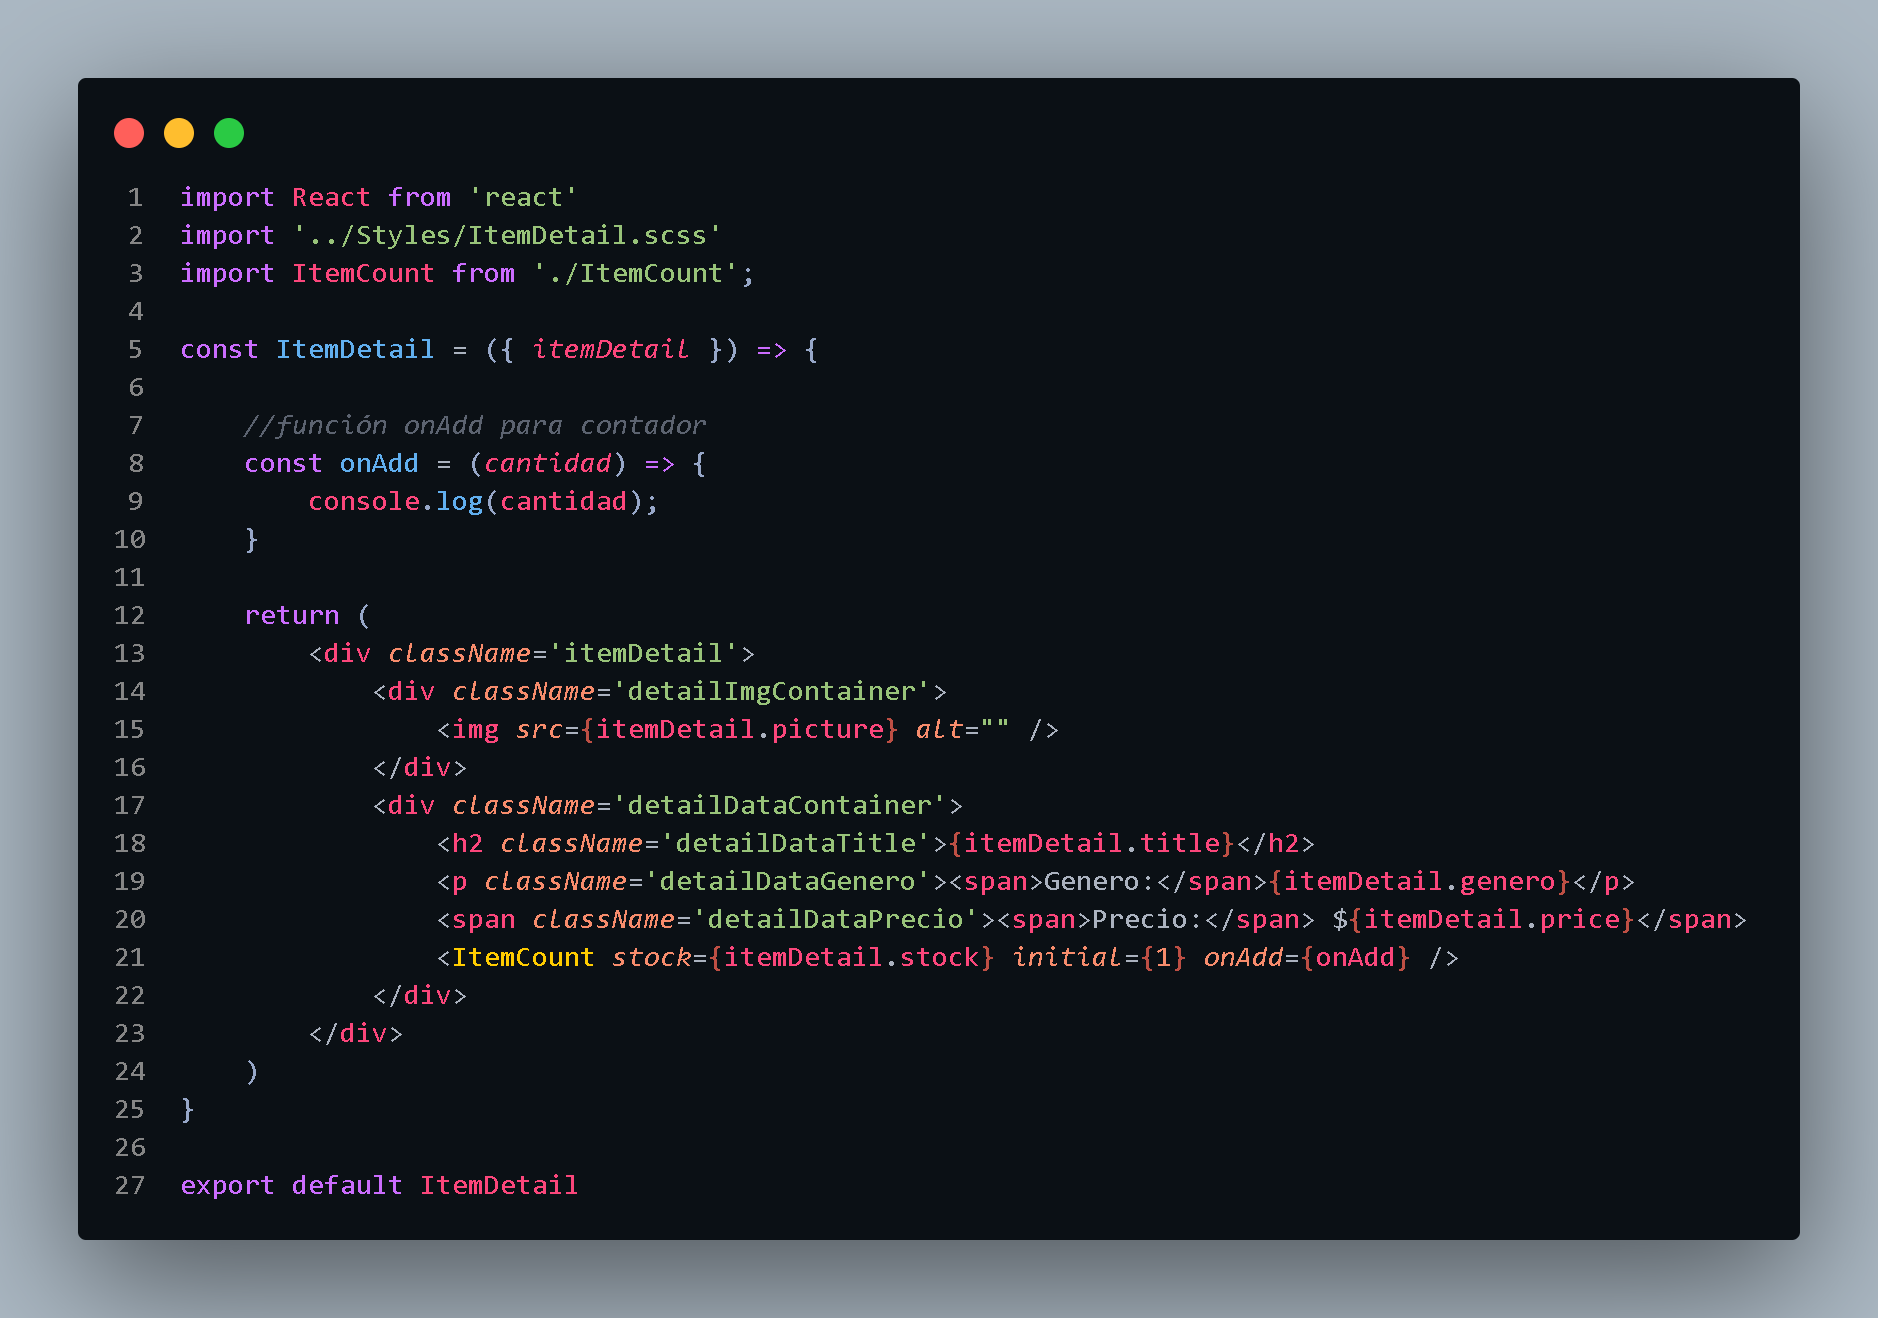 1 import React from 'react'
2 import '../Styles/ItemDetail.scss'
3 import ItemCount from './ItemCount';
4
5 const ItemDetail = ({ itemDetail }) => {
6
7     //función onAdd para contador
8     const onAdd = (cantidad) => {
9         console.log(cantidad);
10     }
11
12     return (
13         <div className='itemDetail'>
14             <div className='detailImgContainer'>
15                 <img src={itemDetail.picture} alt="" />
16             </div>
17             <div className='detailDataContainer'>
18                 <h2 className='detailDataTitle'>{itemDetail.title}</h2>
19                 <p className='detailDataGenero'><span>Genero:</span>{itemDetail.genero}</p>
20                 <span className='detailDataPrecio'><span>Precio:</span> ${itemDetail.price}</span>
21                 <ItemCount stock={itemDetail.stock} initial={1} onAdd={onAdd} />
22             </div>
23         </div>
24     )
25 }
26
27 export default ItemDetail